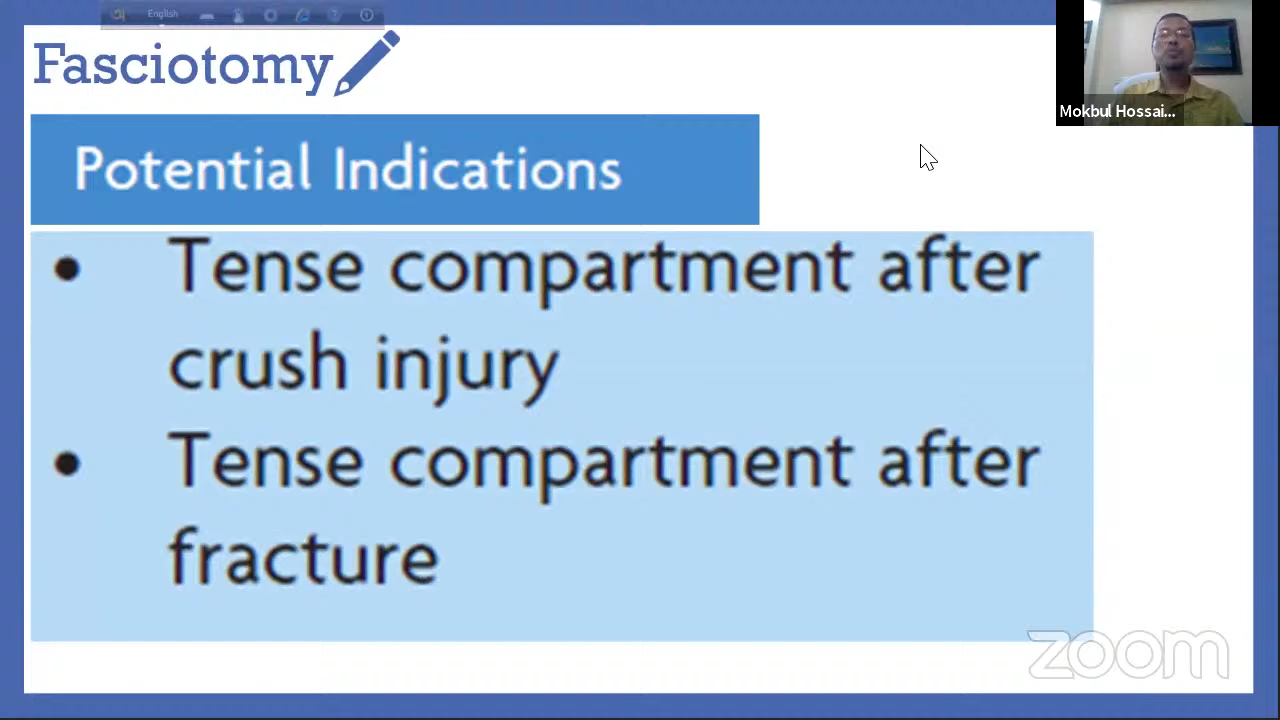 English
Fasciotomy
Mokbul Hossai...
Potential Indications
• Tense compartment after
crush injury
• Tense compartment after
fracture
zoom